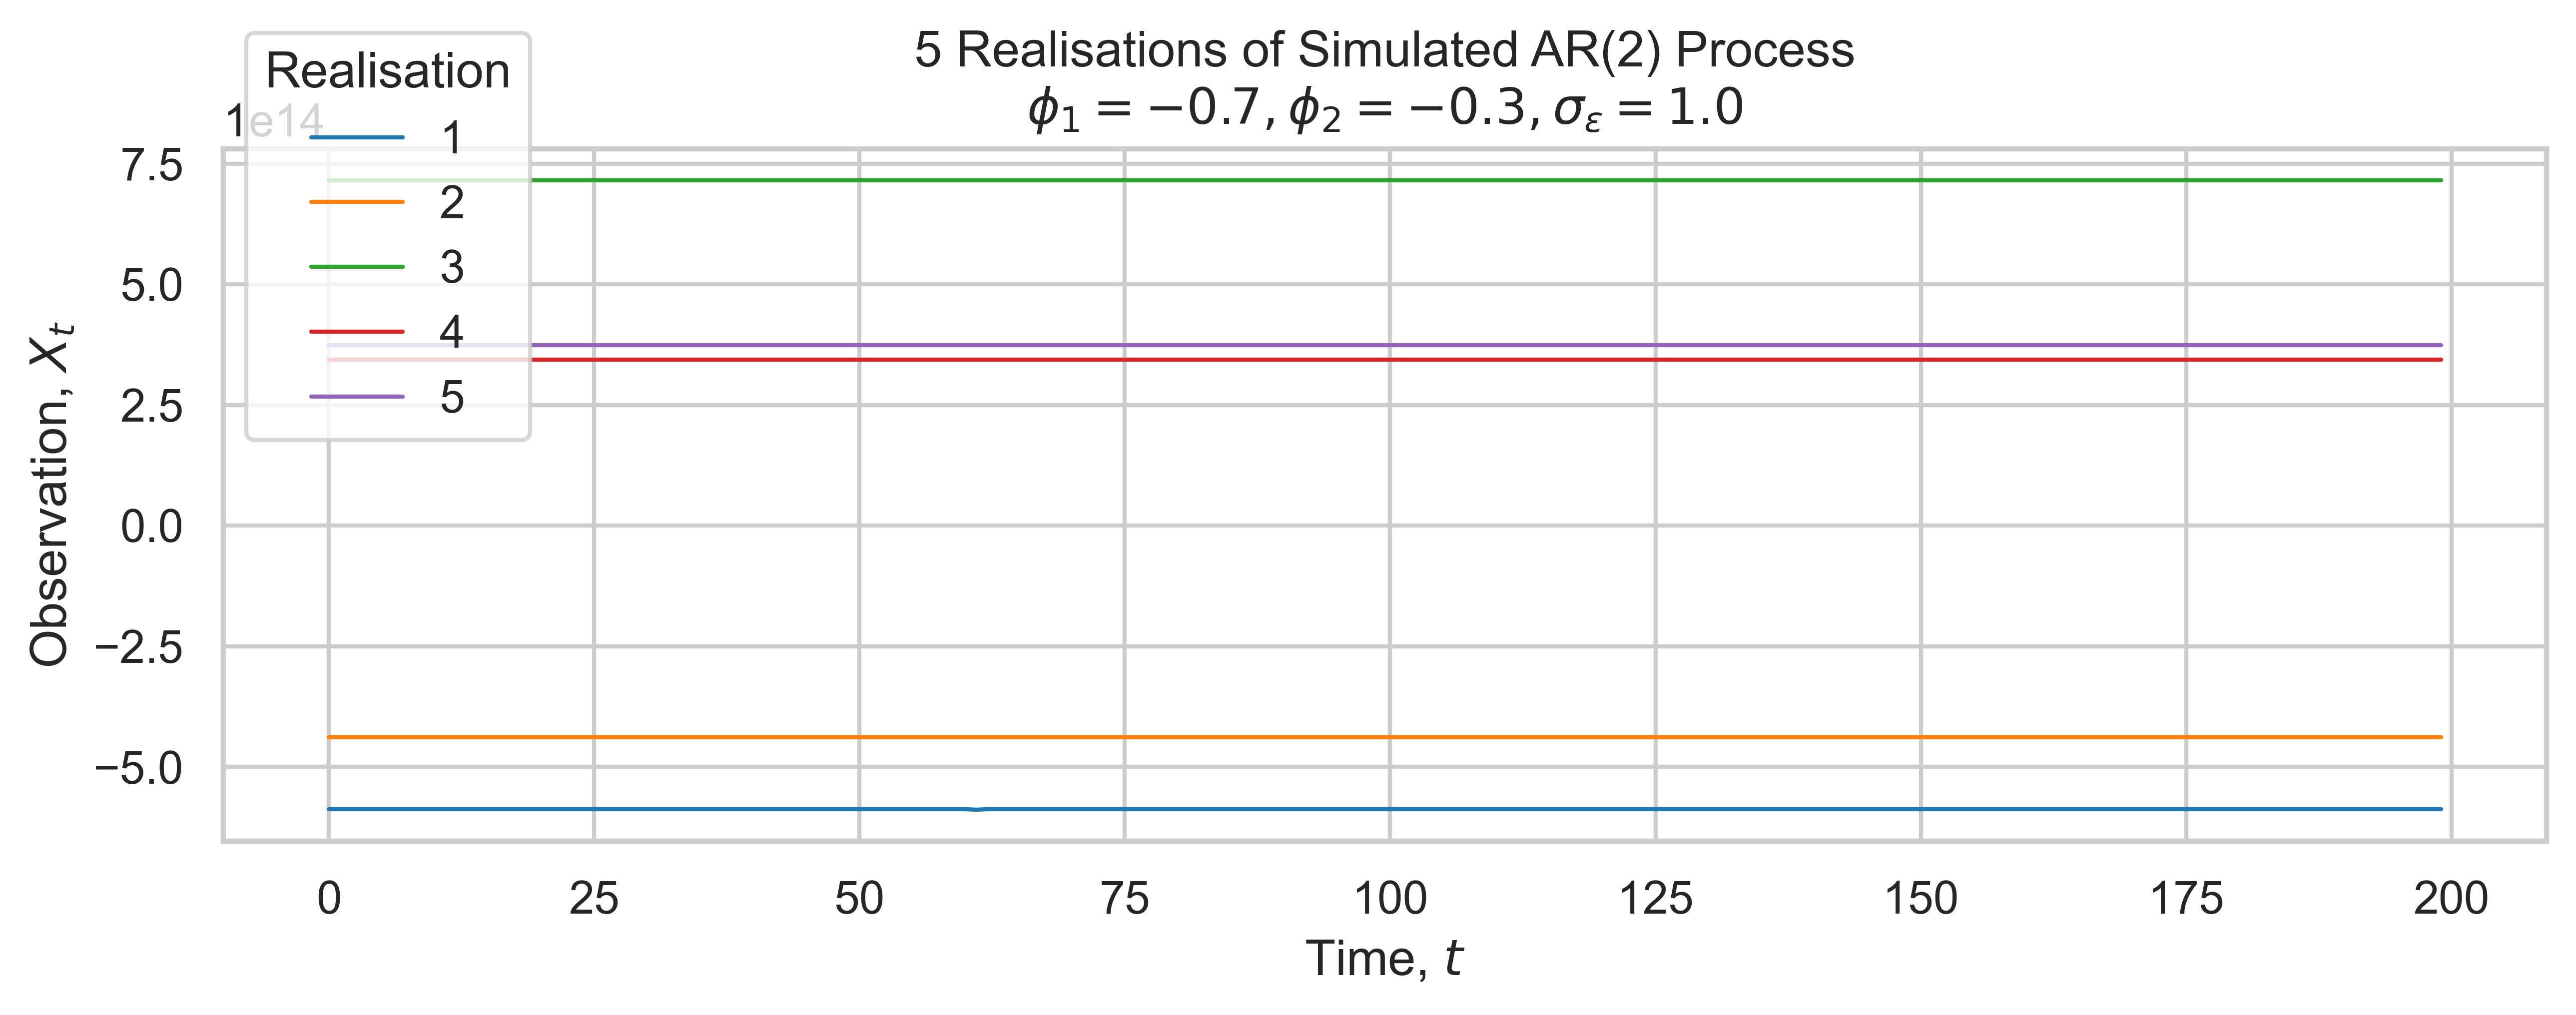 5 Realisations of Simulated AR(2) Process
ϕ₁ = −0.7, ϕ₂ = −0.3, σ_ε = 1.0
Realisation
1
2
3
4
5
1e14
7.5
5.0
2.5
0.0
−2.5
−5.0
Observation, X_t
0 25 50 75 100 125 150 175 200
Time, t